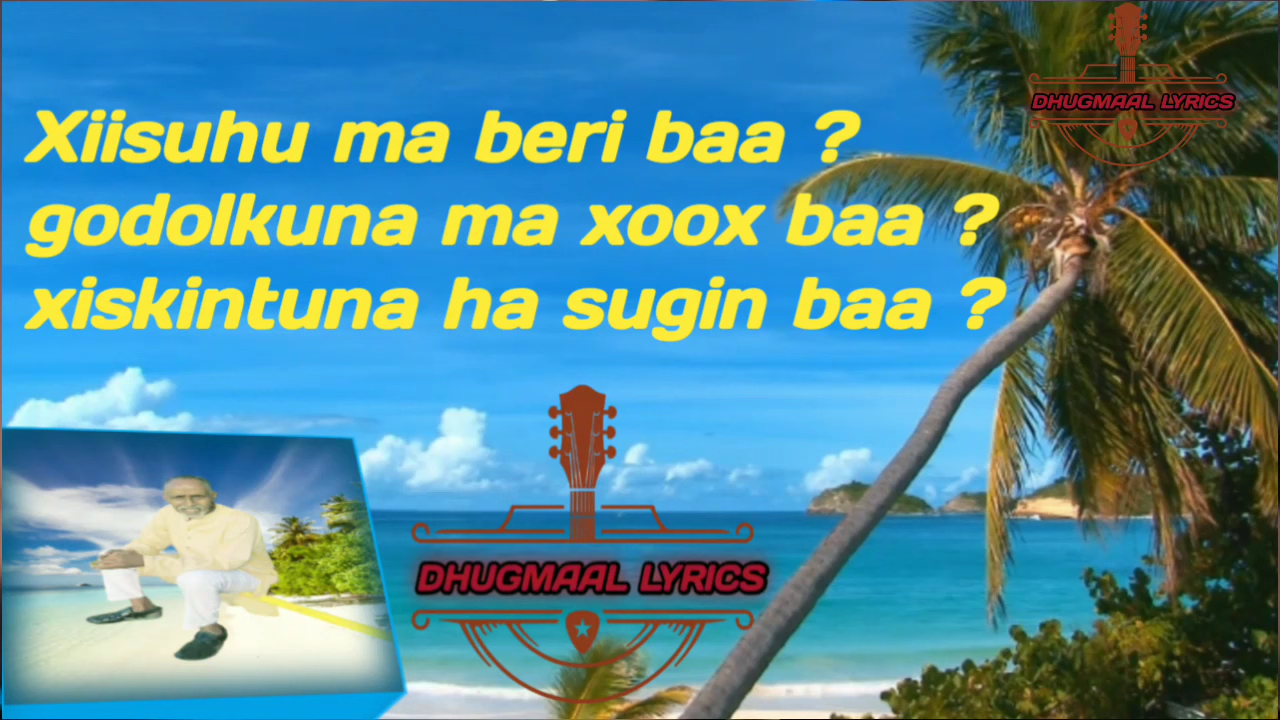 Xiisuhu ma beri baa ?
godolkuna ma xoox baa ?
xiskintuna ha sugin baa ?
DHUGMAAL LYRICS
DHUGMAAL LYRICS